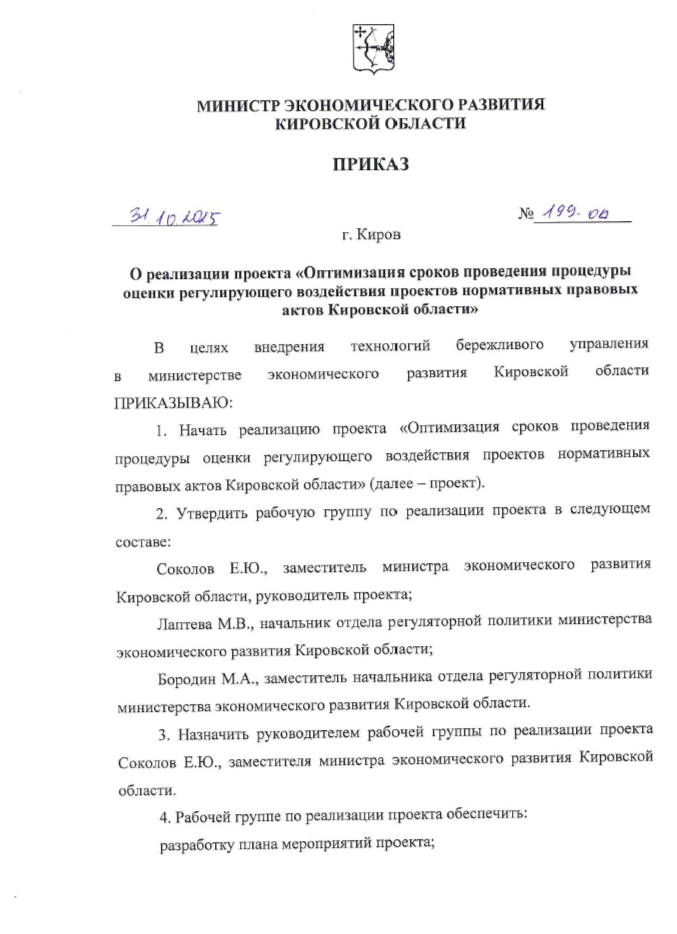 МИНИСТР ЭКОНОМИЧЕСКОГО РАЗВИТИЯ
КИРОВСКОЙ ОБЛАСТИ
ПРИКАЗ
31.10.2025 № 199-од
г. Киров
О реализации проекта «Оптимизация сроков проведения процедуры
оценки регулирующего воздействия проектов нормативных правовых
актов Кировской области»
В целях внедрения технологий бережливого управления
в министерстве экономического развития Кировской области
ПРИКАЗЫВАЮ:
1. Начать реализацию проекта «Оптимизация сроков проведения
процедуры оценки регулирующего воздействия проектов нормативных
правовых актов Кировской области» (далее – проект).
2. Утвердить рабочую группу по реализации проекта в следующем
составе:
Соколов Е.Ю., заместитель министра экономического развития
Кировской области, руководитель проекта;
Лаптева М.В., начальник отдела регуляторной политики министерства
экономического развития Кировской области;
Бородин М.А., заместитель начальника отдела регуляторной политики
министерства экономического развития Кировской области.
3. Назначить руководителем рабочей группы по реализации проекта
Соколов Е.Ю., заместителя министра экономического развития Кировской
области.
4. Рабочей группе по реализации проекта обеспечить:
разработку плана мероприятий проекта;